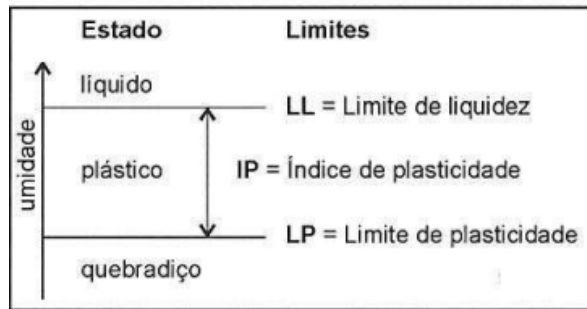 Estado Limites
líquido
LL = Limite de liquidez
umidade
plástico IP = Índice de plasticidade
LP = Limite de plasticidade
quebradiço